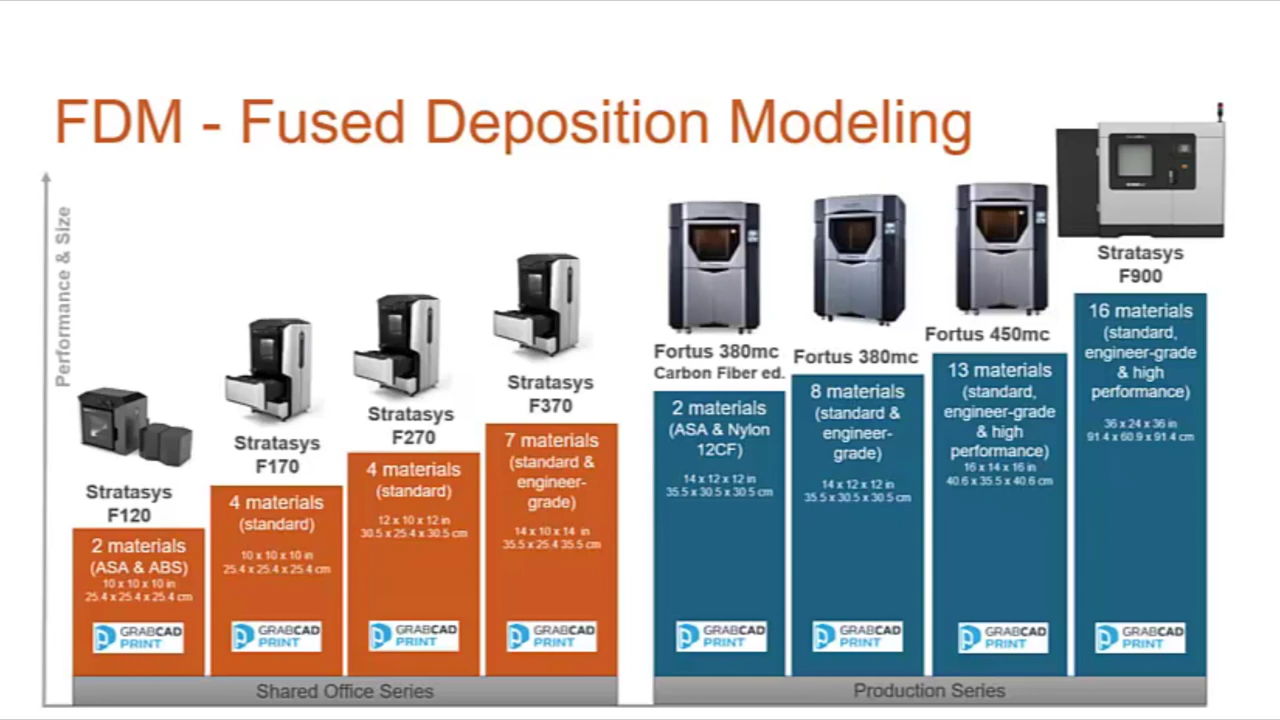 FDM - Fused Deposition Modeling
Performance & Size
Stratasys
F120
2 materials
(ASA & ABS)
10 x 10 x 10 in
25.4 x 25.4 x 25.4 cm
GRABCAD
PRINT
Stratasys
F170
4 materials
(standard)
10 x 10 x 10 in
25.4 x 25.4 x 25.4 cm
GRABCAD
PRINT
Stratasys
F270
4 materials
(standard)
12 x 10 x 12 in
30.5 x 25.4 x 30.5 cm
GRABCAD
PRINT
Stratasys
F370
7 materials
(standard &
engineer-
grade)
14 x 10 x 14 in
35.5 x 25.4 35.5 cm
GRABCAD
PRINT
Shared Office Series
Fortus 380mc
Carbon Fiber ed.
2 materials
(ASA & Nylon
12CF)
14 x 12 x 12 in
35.5 x 30.5 x 30.5 cm
GRABCAD
PRINT
Fortus 380mc
8 materials
(standard &
engineer-
grade)
14 x 12 x 12 in
35.5 x 30.5 x 30.5 cm
GRABCAD
PRINT
Fortus 450mc
13 materials
(standard,
engineer-grade
& high
performance)
16 x 14 x 16 in
40.6 x 35.5 x 40.6 cm
GRABCAD
PRINT
Stratasys
F900
16 materials
(standard,
engineer-grade
& high
performance)
36 x 24 x 36 in
91.4 x 60.9 x 91.4 cm
GRABCAD
PRINT
Production Series